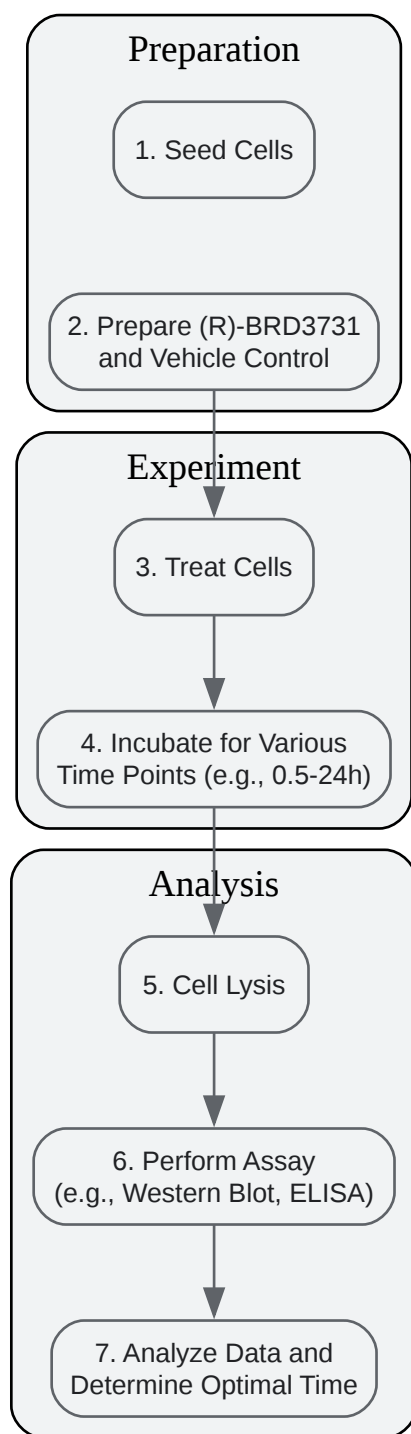 Preparation
1. Seed Cells
2. Prepare (R)-BRD3731
and Vehicle Control
Experiment
3. Treat Cells
4. Incubate for Various
Time Points (e.g., 0.5-24h)
Analysis
5. Cell Lysis
6. Perform Assay
(e.g., Western Blot, ELISA)
7. Analyze Data and
Determine Optimal Time